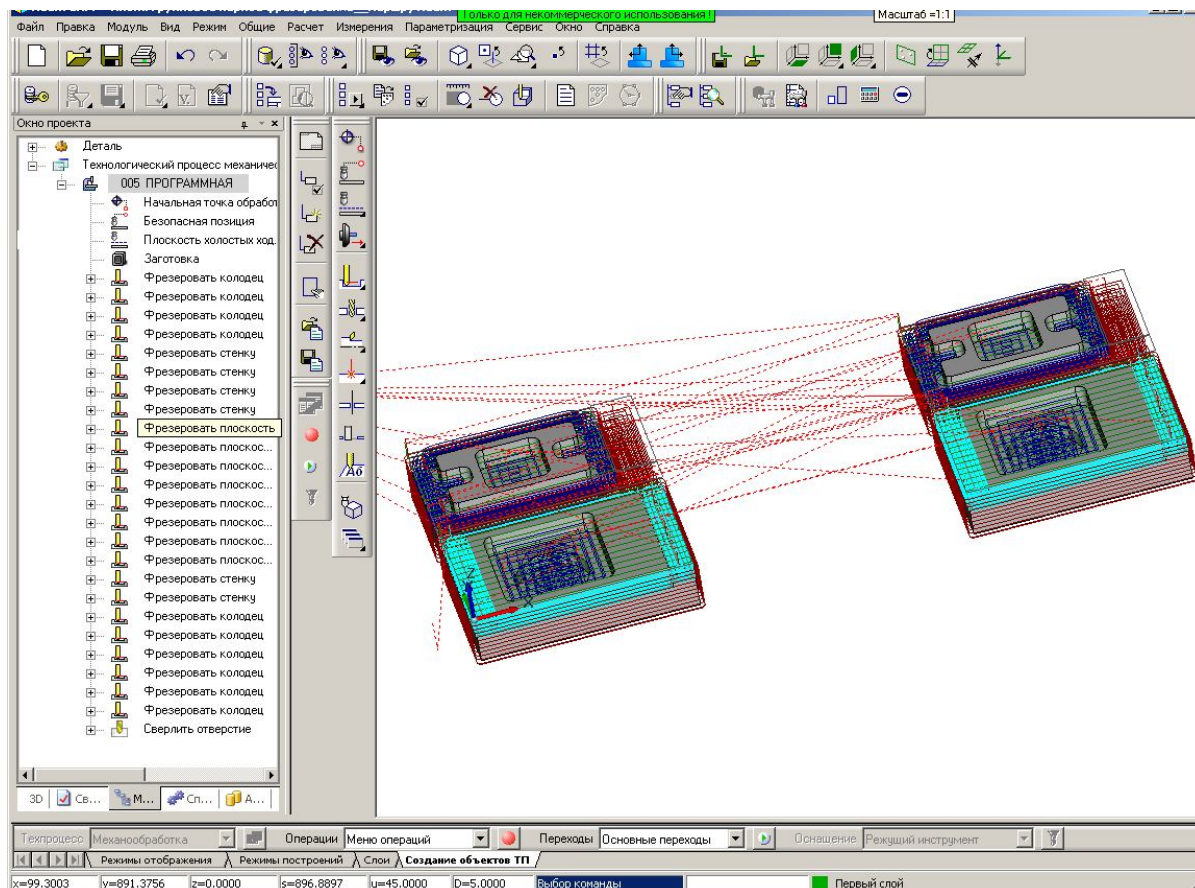 Только для некоммерческого использования !
Масштаб =1:1
Файл Правка Модуль Вид Режим Общие Расчет Измерения Параметризация Сервис Окно Справка
Окно проекта
Деталь
Технологический процесс механичес
005 ПРОГРАММНАЯ
Начальная точка обработ
Безопасная позиция
Плоскость холостых ход.
Заготовка
Фрезеровать колодец
Фрезеровать колодец
Фрезеровать колодец
Фрезеровать колодец
Фрезеровать стенку
Фрезеровать стенку
Фрезеровать стенку
Фрезеровать стенку
Фрезеровать плоскость
Фрезеровать плоскос...
Фрезеровать плоскос...
Фрезеровать плоскос...
Фрезеровать плоскос...
Фрезеровать плоскос...
Фрезеровать плоскос...
Фрезеровать плоскос...
Фрезеровать стенку
Фрезеровать стенку
Фрезеровать колодец
Фрезеровать колодец
Фрезеровать колодец
Фрезеровать колодец
Фрезеровать колодец
Фрезеровать колодец
Сверлить отверстие
Z
X
3D Св... М... Сп... А...
Техпроцесс Механообработка Операции Меню операций Переходы Основные переходы Оснащение Режущий инструмент
Режимы отображения Режимы построений Слои Создание объектов ТП
x=99.3003 y=891.3756 z=0.0000 s=896.8897 u=45.0000 D=5.0000 Выбор команды Первый слой